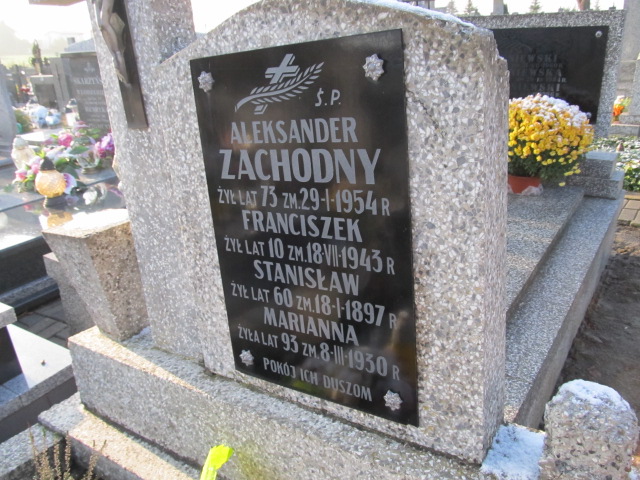 Ś.P.
ALEKSANDER
ZACHODNY
ŻYŁ LAT 73 ZM. 29-I-1954 R
FRANCISZEK
ŻYŁ LAT 10 ZM. 18-VII-1943 R
STANISŁAW
ŻYŁ LAT 60 ZM. 18-I-1897 R
MARIANNA
ŻYŁA LAT 93 ZM 8-III-1930 R.
POKÓJ ICH DUSZOM